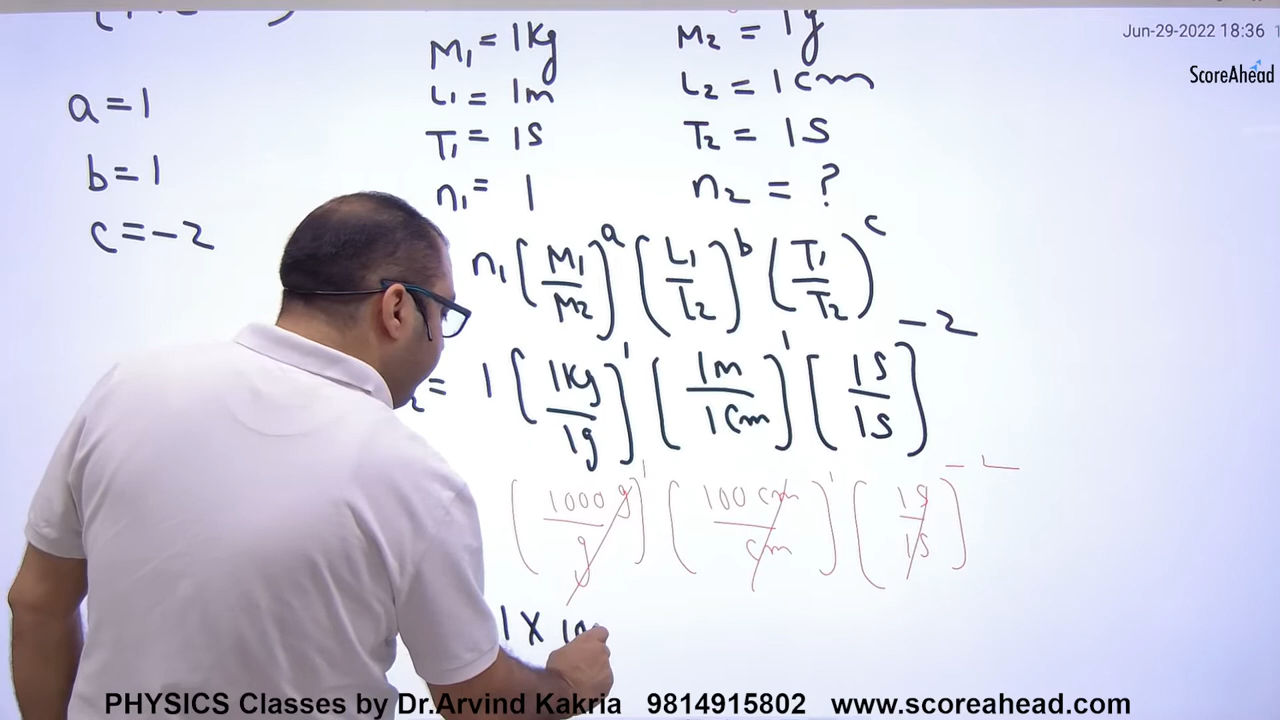 Jun-29-2022 18:36
ScoreAhead
M₁ = 1Kg
M₂ = 1g
L₁ = 1m
L₂ = 1cm
T₁ = 1S
T₂ = 1S
n₁ = 1
n₂ = ?
a = 1
b = 1
c = -2
n₁ (M₁/M₂)^a (L₁/L₂)^b (T₁/T₂)^c
₂ = 1 (1Kg/1g)^1 (1m/1Cm)^1 (1S/1S)^-2
(1000 g/g)^1 (100 cm/cm)^1 (1S/1S)^-2
1 X 10
PHYSICS Classes by Dr.Arvind Kakria 9814915802 www.scoreahead.com